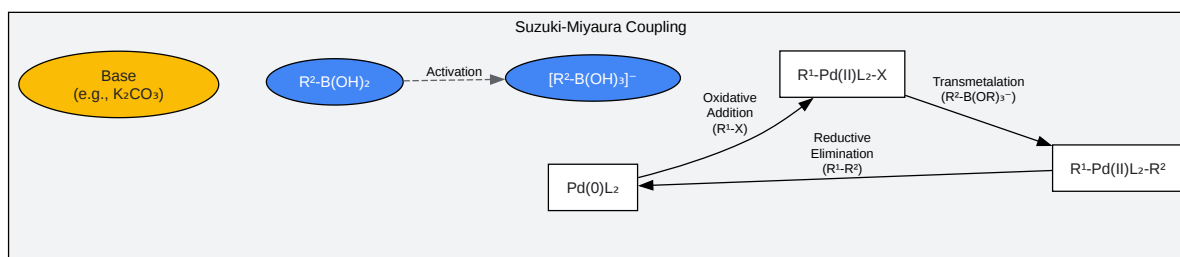 Suzuki-Miyaura Coupling
Base
(e.g., K₂CO₃)
R²-B(OH)₂
Activation
[R²-B(OH)₃]⁻
Oxidative
Addition
(R¹-X)
R¹-Pd(II)L₂-X
Transmetalation
(R²-B(OR)₃⁻)
Reductive
Elimination
(R¹-R²)
Pd(0)L₂
R¹-Pd(II)L₂-R²